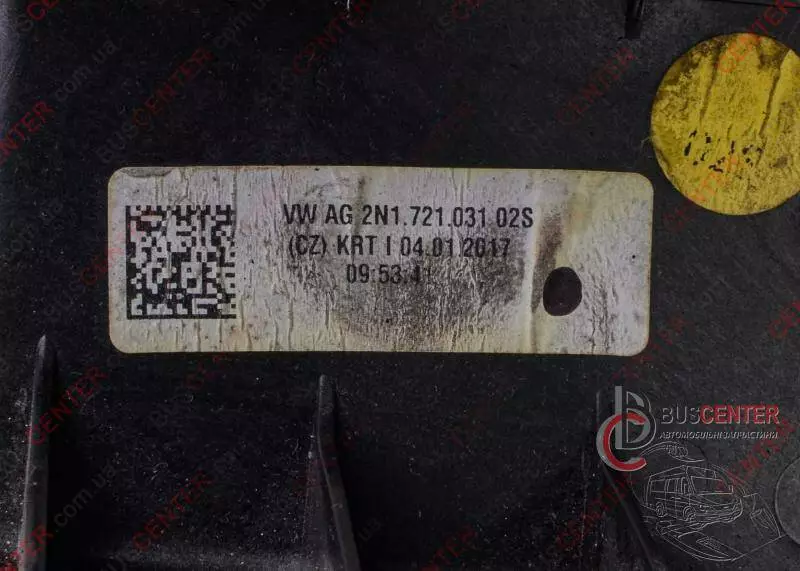 VW AG 2N1.721.031 02S
(CZ) KRT I 04.01.2017
09:53:41
BUSCENTER
АВТОМОБІЛЬНІ ЗАПЧАСТИНИ